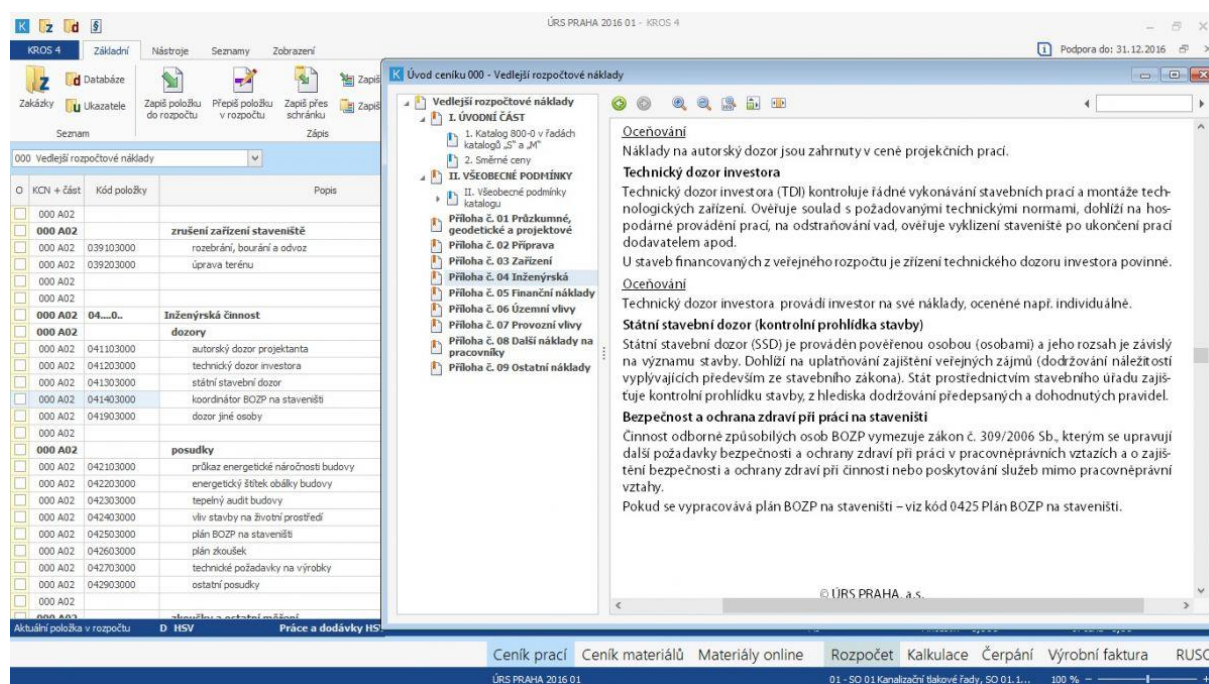 ÚRS PRAHA 2016 01 - KROS 4
KROS 4 Základní Nástroje Seznamy Zobrazení
Podpora do: 31.12.2016
Zakázky
Databáze
Ukazatele
Zapiš položku do rozpočtu
Přepiš položku v rozpočtu
Zapiš přes schránku
Zapiš
Zapiš
Seznam
Zápis
000 Vedlejší rozpočtové náklady
O KCN + část Kód položky Popis
000 A02
000 A02 zrušení zařízení staveniště
000 A02 039103000 rozebrání, bourání a odvoz
000 A02 039203000 úprava terénu
000 A02
000 A02
000 A02 04....0.. Inženýrská činnost
000 A02 dozory
000 A02 041103000 autorský dozor projektanta
000 A02 041203000 technický dozor investora
000 A02 041303000 státní stavební dozor
000 A02 041403000 koordinátor BOZP na staveništi
000 A02 041903000 dozor jiné osoby
000 A02
000 A02 posudky
000 A02 042103000 průkaz energetické náročnosti budovy
000 A02 042203000 energetický štítek obálky budovy
000 A02 042303000 tepelný audit budovy
000 A02 042403000 vliv stavby na životní prostředí
000 A02 042503000 plán BOZP na staveništi
000 A02 042603000 plán zkoušek
000 A02 042703000 technické požadavky na výrobky
000 A02 042903000 ostatní posudky
000 A02
Aktuální položka v rozpočtu D HSV Práce a dodávky HS
Úvod ceníku 000 - Vedlejší rozpočtové náklady
Vedlejší rozpočtové náklady
I. ÚVODNÍ ČÁST
1. Katalog 800-0 v řadách
katalogů „S“ a „M“
2. Směrné ceny
II. VŠEOBECNÉ PODMÍNKY
II. Všeobecné podmínky
katalogu
Příloha č. 01 Průzkumné,
geodetické a projektové
Příloha č. 02 Příprava
Příloha č. 03 Zařízení
Příloha č. 04 Inženýrská
Příloha č. 05 Finanční náklady
Příloha č. 06 Územní vlivy
Příloha č. 07 Provozní vlivy
Příloha č. 08 Další náklady na
pracovníky
Příloha č. 09 Ostatní náklady
Oceňování
Náklady na autorský dozor jsou zahrnuty v ceně projekčních prací.
Technický dozor investora
Technický dozor investora (TDI) kontroluje řádné vykonávání stavebních prací a montáže tech-
nologických zařízení. Ověřuje soulad s požadovanými technickými normami, dohlíží na hos-
podárné provádění prací, na odstraňování vad, ověřuje vyklizení staveniště po ukončení prací
dodavatelem apod.
U staveb financovaných z veřejného rozpočtu je zřízení technického dozoru investora povinné.
Oceňování
Technický dozor investora provádí investor na své náklady, oceněné např. individuálně.
Státní stavební dozor (kontrolní prohlídka stavby)
Státní stavební dozor (SSD) je prováděn pověřenou osobou (osobami) a jeho rozsah je závislý
na významu stavby. Dohlíží na uplatňování zajištění veřejných zájmů (dodržování náležitostí
vyplývajících především ze stavebního zákona). Stát prostřednictvím stavebního úřadu zajiš-
ťuje kontrolní prohlídku stavby, z hlediska dodržování předepsaných a dohodnutých pravidel.
Bezpečnost a ochrana zdraví při práci na staveništi
Činnost odborně způsobilých osob BOZP vymezuje zákon č. 309/2006 Sb., kterým se upravují
další požadavky bezpečnosti a ochrany zdraví při práci v pracovněprávních vztazích a o zajiš-
tění bezpečnosti a ochrany zdraví při činnosti nebo poskytování služeb mimo pracovněprávní
vztahy.
Pokud se vypracovává plán BOZP na staveništi – viz kód 0425 Plán BOZP na staveništi.
© ÚRS PRAHA, a.s.
Ceník prací Ceník materiálů Materiály online Rozpočet Kalkulace Čerpání Výrobní faktura RUSO
ÚRS PRAHA 2016 01 01 - SO 01 Kanalizační tlakové řady, SO 01.1... 100 %